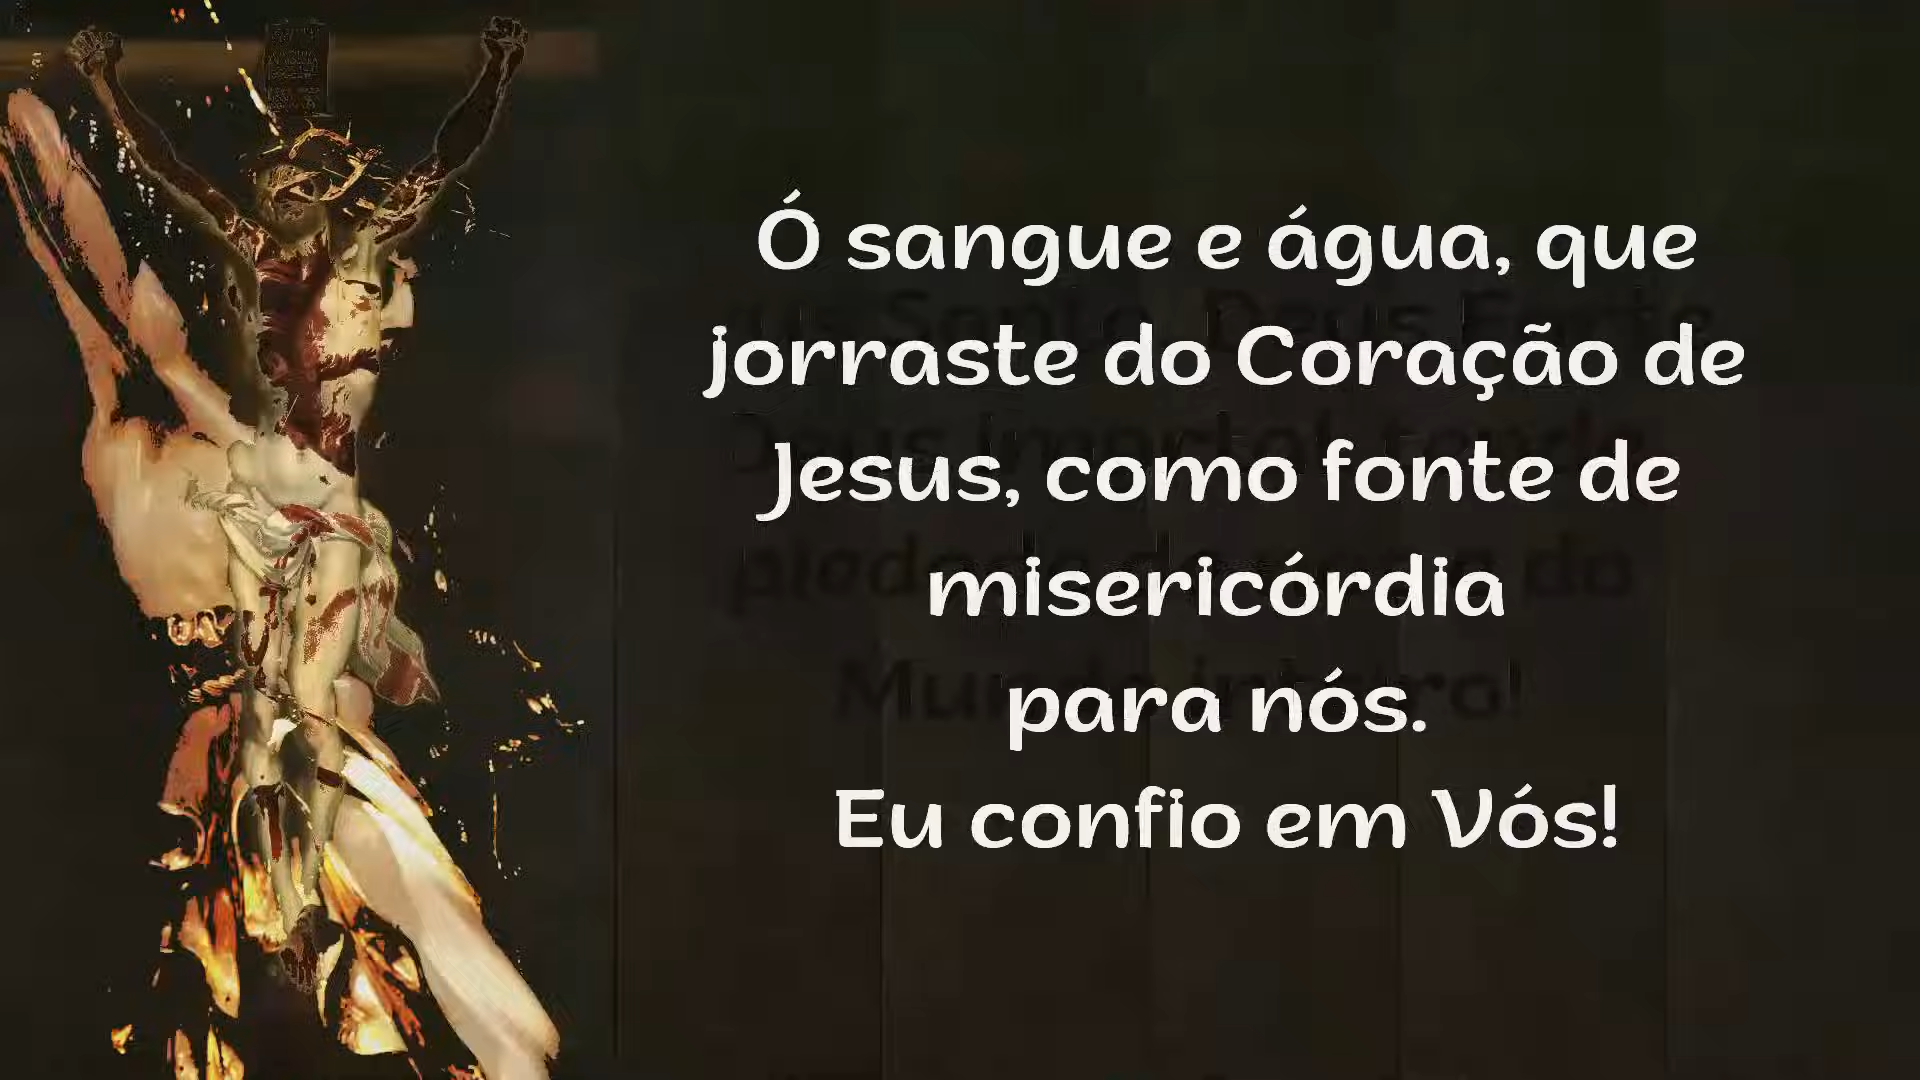 Ó sangue e água, que
jorraste do Coração de
Jesus, como fonte de
misericórdia
para nós.
Eu confio em Vós!